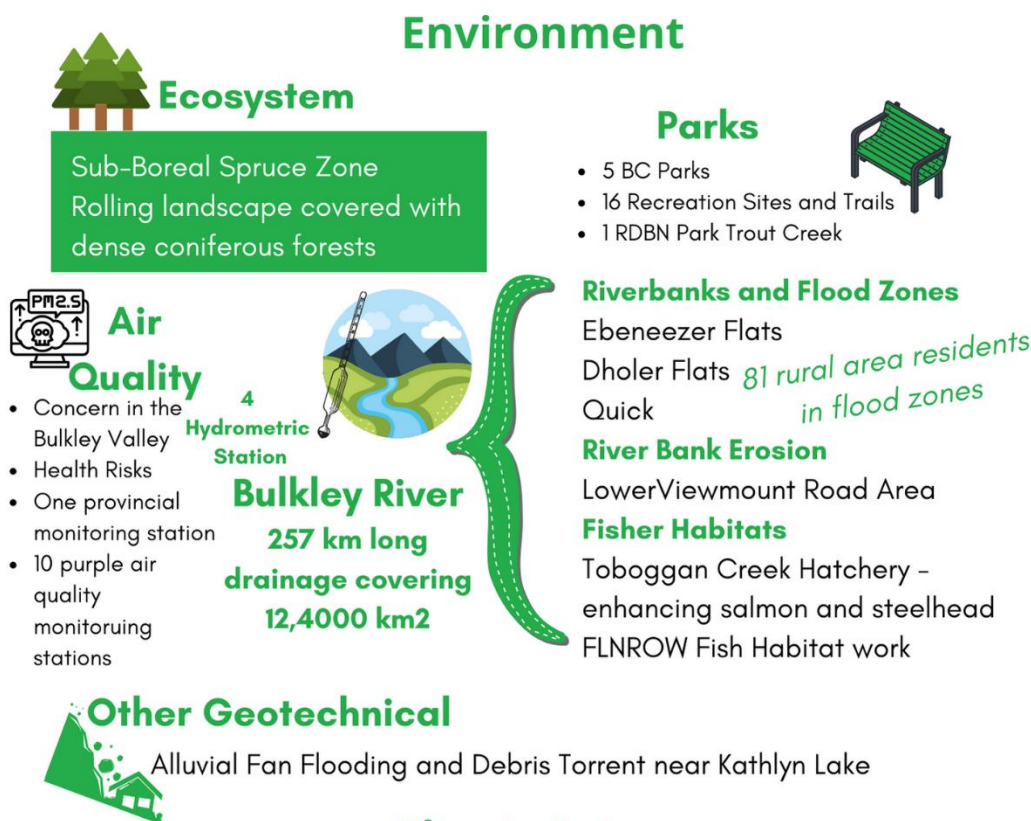 Environment
Ecosystem
Sub-Boreal Spruce Zone
Rolling landscape covered with
dense coniferous forests
Parks
• 5 BC Parks
• 16 Recreation Sites and Trails
• 1 RDBN Park Trout Creek
PM2.5
Air
Quality
• Concern in the
Bulkley Valley
• Health Risks
• One provincial
monitoring station
• 10 purple air
quality
monitoruing
stations
4
Hydrometric
Station
Bulkley River
257 km long
drainage covering
12,4000 km2
Riverbanks and Flood Zones
Ebeneezer Flats
Dholer Flats
Quick
81 rural area residents
in flood zones
River Bank Erosion
LowerViewmount Road Area
Fisher Habitats
Toboggan Creek Hatchery –
enhancing salmon and steelhead
FLNROW Fish Habitat work
Other Geotechnical
Alluvial Fan Flooding and Debris Torrent near Kathlyn Lake